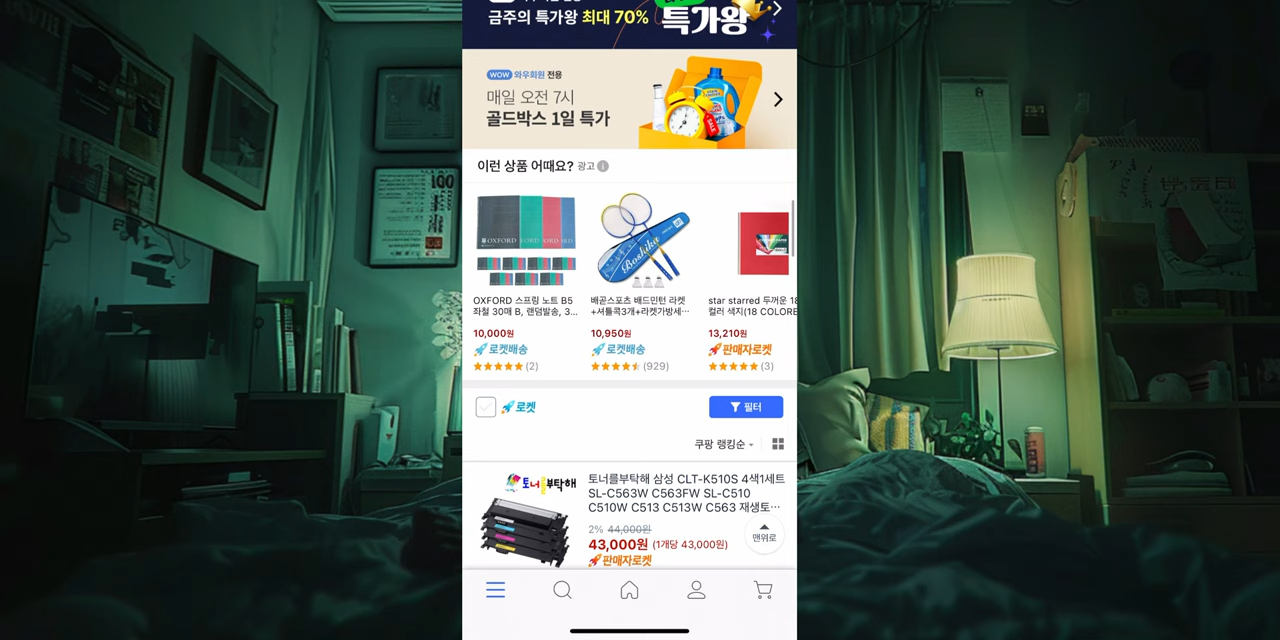 금주의 특가왕 최대 70%
특가왕
WOW 와우회원 전용
매일 오전 7시
골드박스 1일 특가
SALE
이런 상품 어때요? 광고
OXFORD
Boshika
OXFORD 스프링 노트 B5
좌철 30매 B, 랜덤발송, 3...
10,000원
로켓배송
(2)
배곧스포츠 배드민턴 라켓
+셔틀콕3개+라켓가방세...
10,950원
로켓배송
(929)
star starred 두꺼운 18
컬러 색지(18 COLORE
13,210원
판매자로켓
(3)
로켓
필터
쿠팡 랭킹순
토너를부탁해
토너를부탁해 삼성 CLT-K510S 4색1세트
SL-C563W C563FW SL-C510
C510W C513 C513W C563 재생토...
2% 44,000원
43,000원 (1개당 43,000원)
판매자로켓
맨위로
100